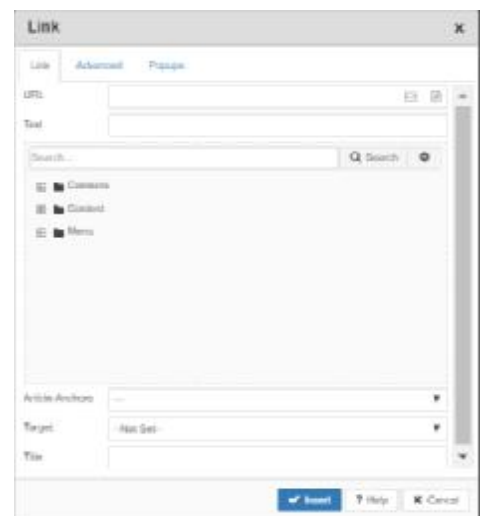 Link
Link Advanced Popups
URL
Text
Search... Search
Contacts
Content
Menu
Article Anchors ---
Target -- Not Set --
Title
Insert ? Help Cancel